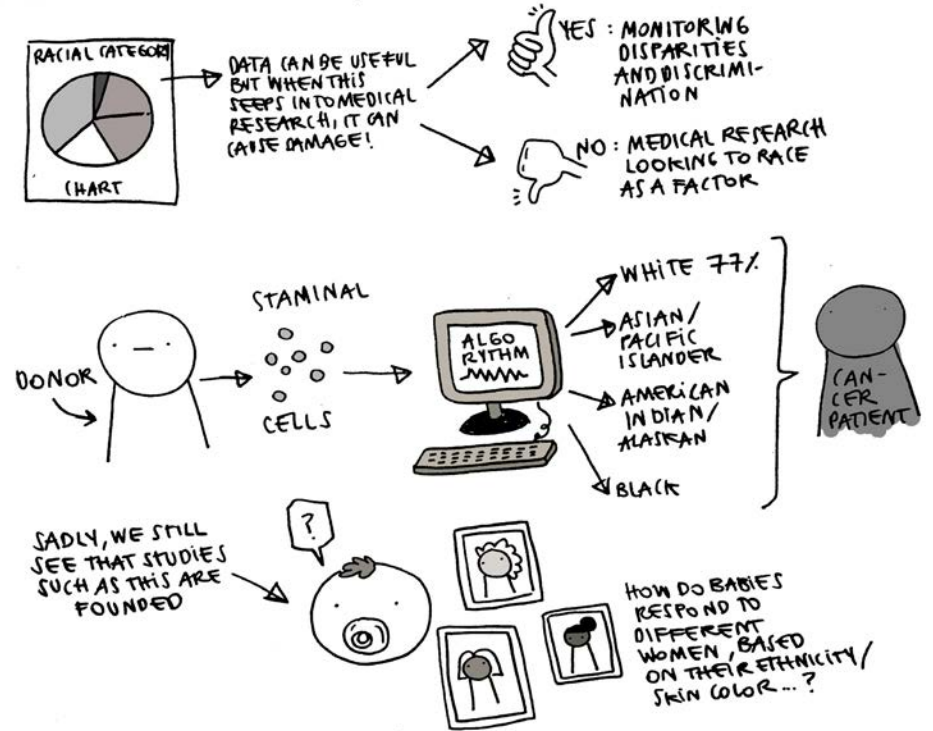 RACIAL CATEGORY
CHART
DATA CAN BE USEFUL
BUT WHEN THIS
SEEPS INTO MEDICAL
RESEARCH, IT CAN
CAUSE DAMAGE!
YES : MONITORING
DISPARITIES
AND DISCRIMI-
NATION
NO : MEDICAL RESEARCH
LOOKING TO RACE
AS A FACTOR
DONOR
STAMINAL
CELLS
ALGO
RYTHM
WHITE 77%
ASIAN/
PACIFIC
ISLANDER
AMERICAN
INDIAN/
ALASKAN
BLACK
CAN-
CER
PATIENT
SADLY, WE STILL
SEE THAT STUDIES
SUCH AS THIS ARE
FOUNDED
?
HOW DO BABIES
RESPOND TO
DIFFERENT
WOMEN, BASED
ON THEIR ETHNICITY/
SKIN COLOR...?